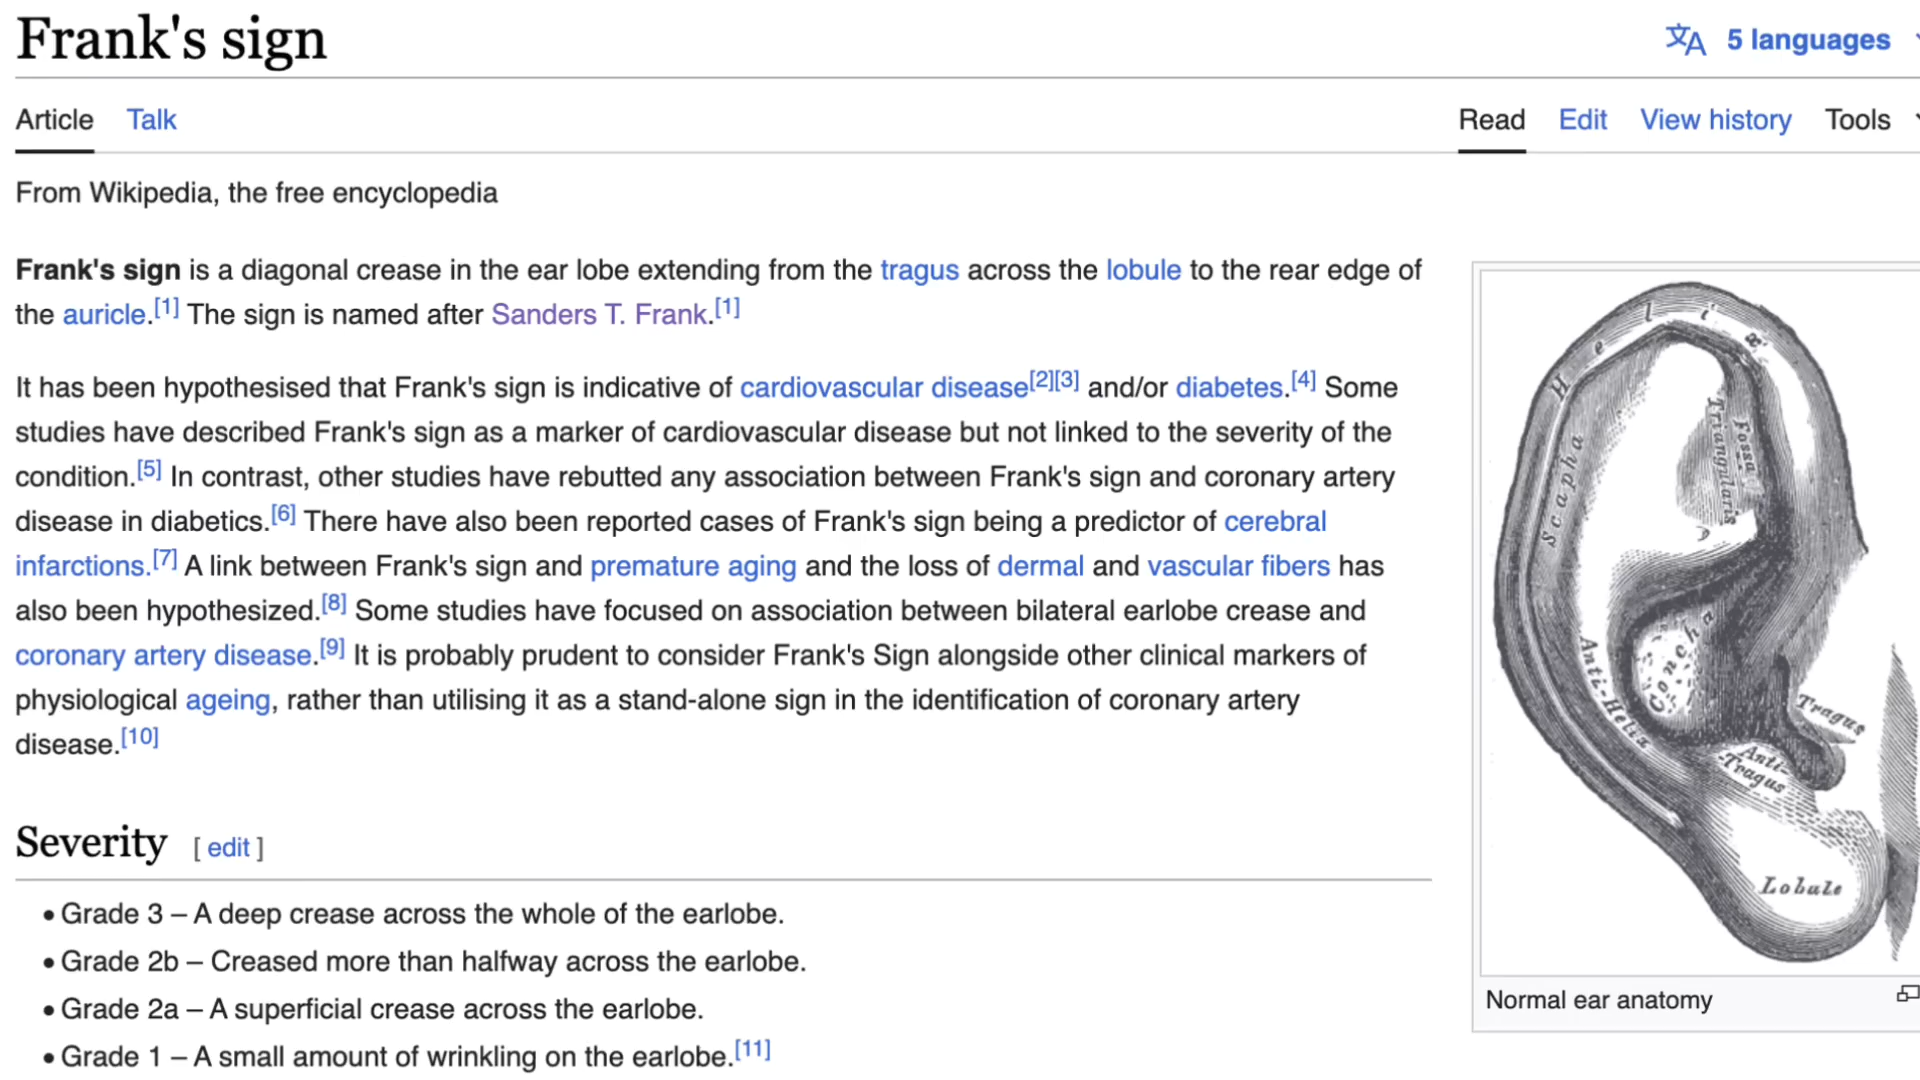 Frank's sign
5 languages
Article Talk
Read Edit View history Tools
From Wikipedia, the free encyclopedia
Frank's sign is a diagonal crease in the ear lobe extending from the tragus across the lobule to the rear edge of
the auricle.[1] The sign is named after Sanders T. Frank.[1]
It has been hypothesised that Frank's sign is indicative of cardiovascular disease[2][3] and/or diabetes.[4] Some
studies have described Frank's sign as a marker of cardiovascular disease but not linked to the severity of the
condition.[5] In contrast, other studies have rebutted any association between Frank's sign and coronary artery
disease in diabetics.[6] There have also been reported cases of Frank's sign being a predictor of cerebral
infarctions.[7] A link between Frank's sign and premature aging and the loss of dermal and vascular fibers has
also been hypothesized.[8] Some studies have focused on association between bilateral earlobe crease and
coronary artery disease.[9] It is probably prudent to consider Frank's Sign alongside other clinical markers of
physiological ageing, rather than utilising it as a stand-alone sign in the identification of coronary artery
disease.[10]
Severity [ edit ]
• Grade 3 – A deep crease across the whole of the earlobe.
• Grade 2b – Creased more than halfway across the earlobe.
• Grade 2a – A superficial crease across the earlobe.
• Grade 1 – A small amount of wrinkling on the earlobe.[11]
Helix
Scapha
Fossa
Triangularis
Concha
Anti-Helix
Tragus
Anti-
-Tragus
Lobule
Normal ear anatomy